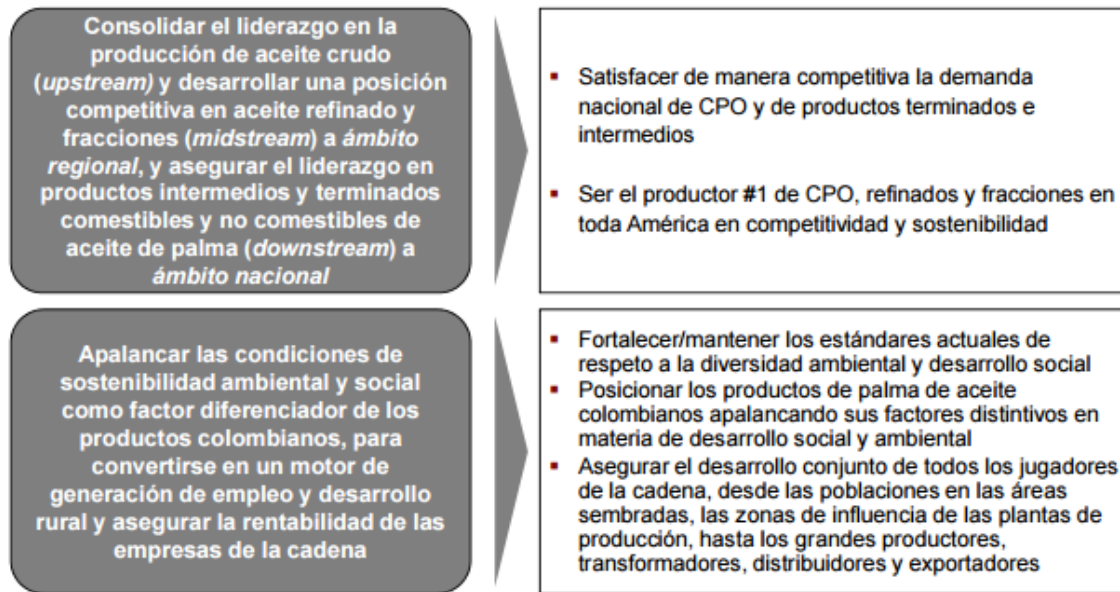 Consolidar el liderazgo en la
producción de aceite crudo
(upstream) y desarrollar una posición
competitiva en aceite refinado y
fracciones (midstream) a ámbito
regional, y asegurar el liderazgo en
productos intermedios y terminados
comestibles y no comestibles de
aceite de palma (downstream) a
ámbito nacional
▪ Satisfacer de manera competitiva la demanda
nacional de CPO y de productos terminados e
intermedios
▪ Ser el productor #1 de CPO, refinados y fracciones en
toda América en competitividad y sostenibilidad
Apalancar las condiciones de
sostenibilidad ambiental y social
como factor diferenciador de los
productos colombianos, para
convertirse en un motor de
generación de empleo y desarrollo
rural y asegurar la rentabilidad de las
empresas de la cadena
▪ Fortalecer/mantener los estándares actuales de
respeto a la diversidad ambiental y desarrollo social
▪ Posicionar los productos de palma de aceite
colombianos apalancando sus factores distintivos en
materia de desarrollo social y ambiental
▪ Asegurar el desarrollo conjunto de todos los jugadores
de la cadena, desde las poblaciones en las áreas
sembradas, las zonas de influencia de las plantas de
producción, hasta los grandes productores,
transformadores, distribuidores y exportadores